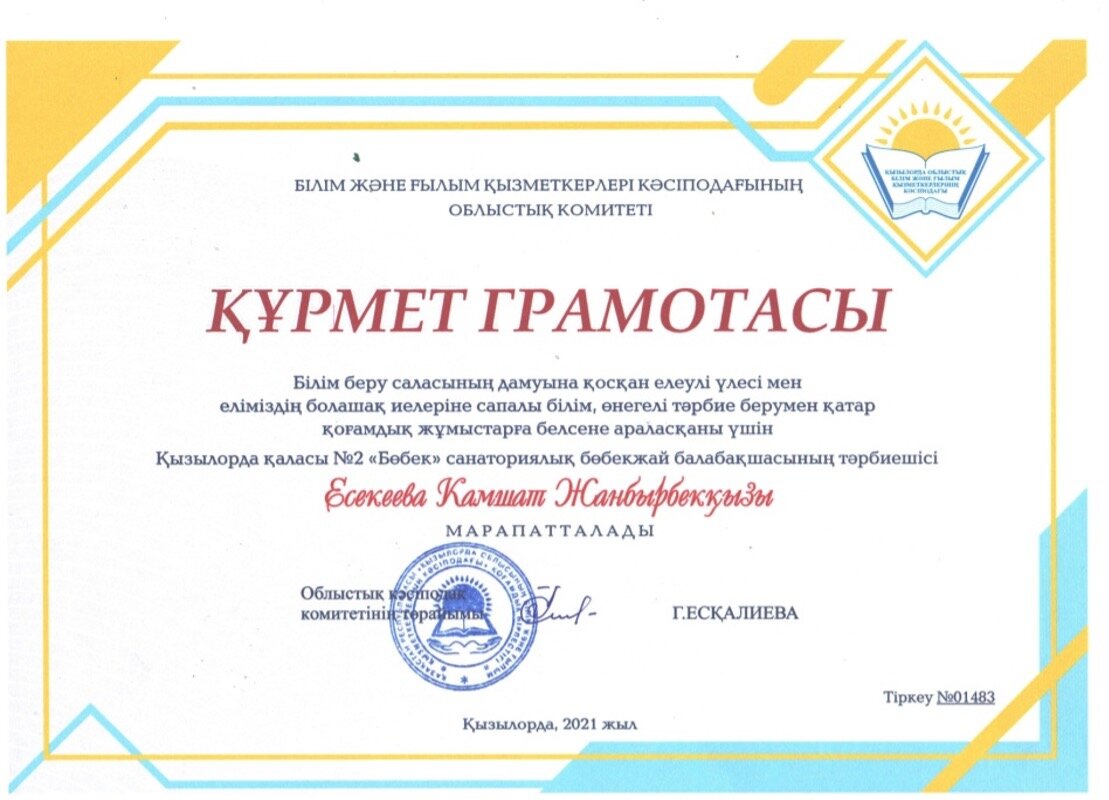 ҚЫЗЫЛОРДА ОБЛЫСТЫҚ
БІЛІМ ЖӘНЕ ҒЫЛЫМ
ҚЫЗМЕТКЕРЛЕРІНІҢ
КӘСІПОДАҒЫ
БІЛІМ ЖӘНЕ ҒЫЛЫМ ҚЫЗМЕТКЕРЛЕРІ КӘСІПОДАҒЫНЫҢ
ОБЛЫСТЫҚ КОМИТЕТІ
ҚҰРМЕТ ГРАМОТАСЫ
Білім беру саласының дамуына қосқан елеулі үлесі мен
еліміздің болашақ иелеріне сапалы білім, өнегелі тәрбие берумен қатар
қоғамдық жұмыстарға белсене араласқаны үшін
Қызылорда қаласы №2 «Бөбек» санаториялық бөбекжай балабақшасының тәрбиешісі
Есекеева Камшат Жанбырбекқызы
МАРАПАТТАЛАДЫ
Облыстық кәсіподақ
комитетінің төрайымы
Г.ЕСҚАЛИЕВА
Тіркеу №01483
Қызылорда, 2021 жыл